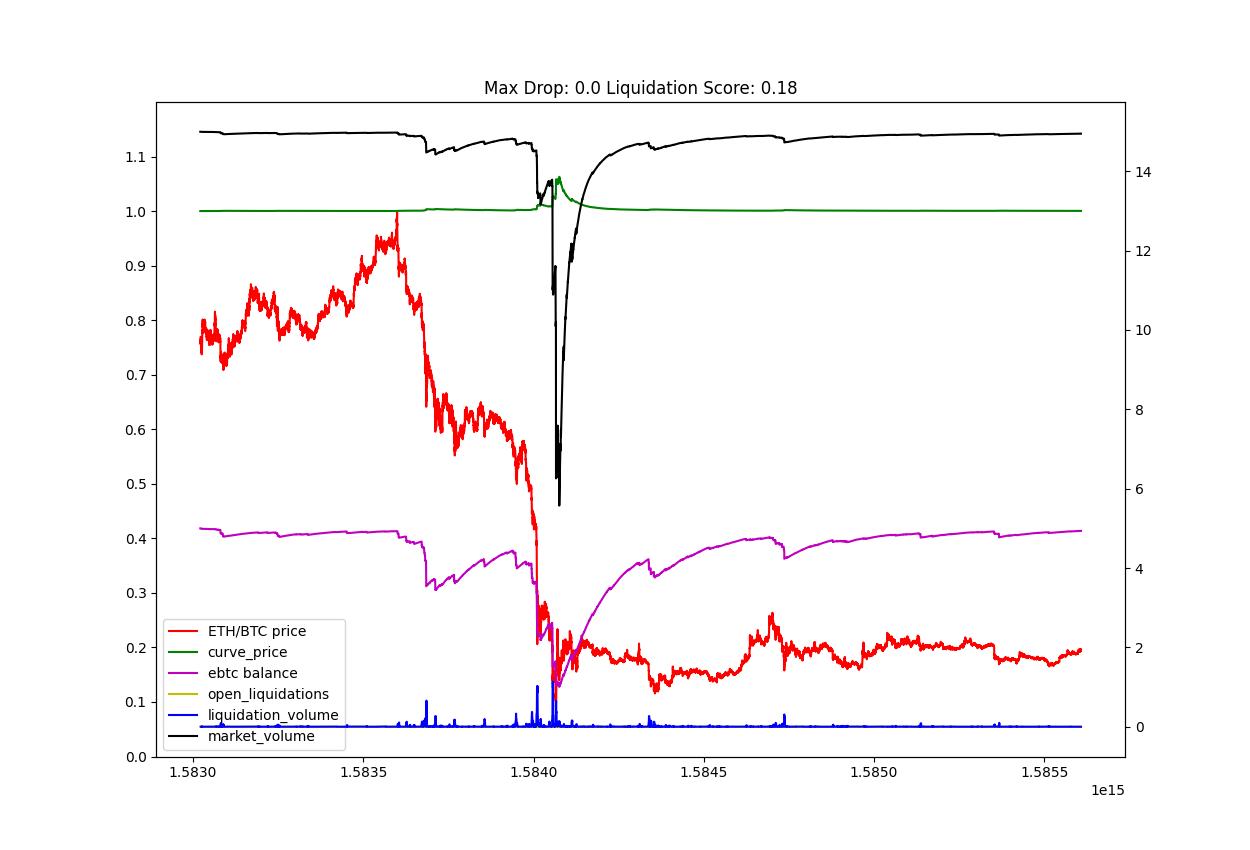 Max Drop: 0.0 Liquidation Score: 0.18
1.1
1.0
0.9
0.8
0.7
0.6
0.5
0.4
0.3
0.2
0.1
0.0
14
12
10
8
6
4
2
0
ETH/BTC price
curve_price
ebtc balance
open_liquidations
liquidation_volume
market_volume
1.5830 1.5835 1.5840 1.5845 1.5850 1.5855
1e15